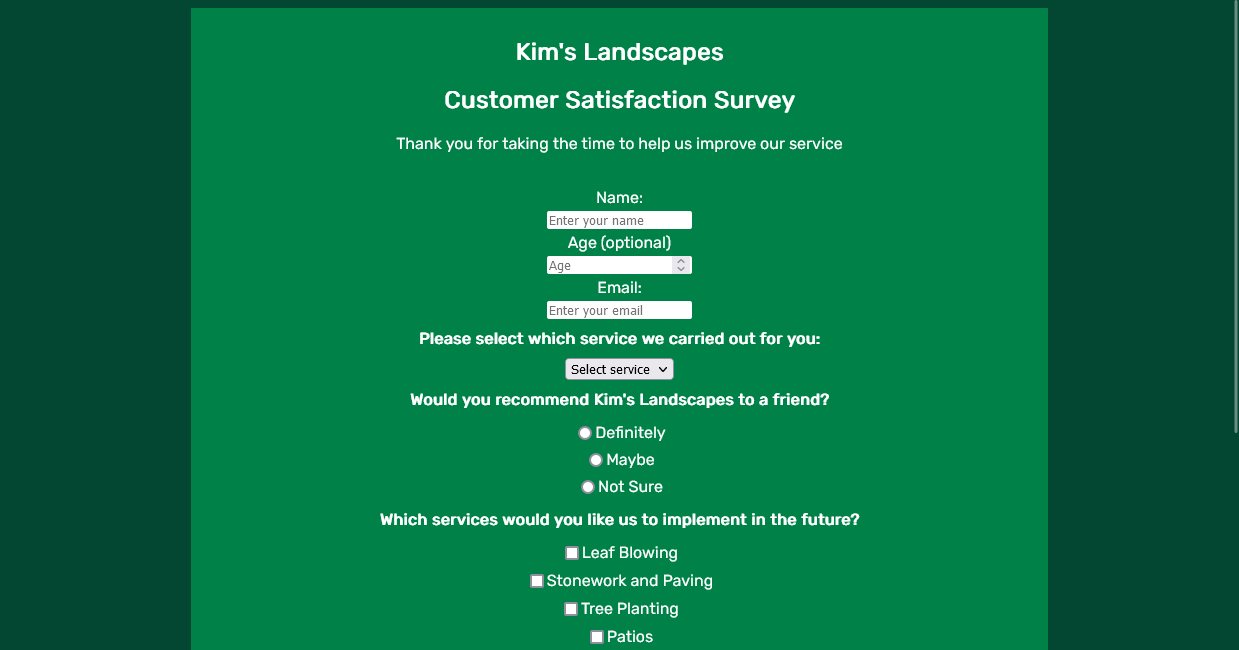 Kim's Landscapes
Customer Satisfaction Survey
Thank you for taking the time to help us improve our service
Name:
Enter your name
Age (optional)
Age
Email:
Enter your email
Please select which service we carried out for you:
Select service
Would you recommend Kim's Landscapes to a friend?
Definitely
Maybe
Not Sure
Which services would you like us to implement in the future?
Leaf Blowing
Stonework and Paving
Tree Planting
Patios